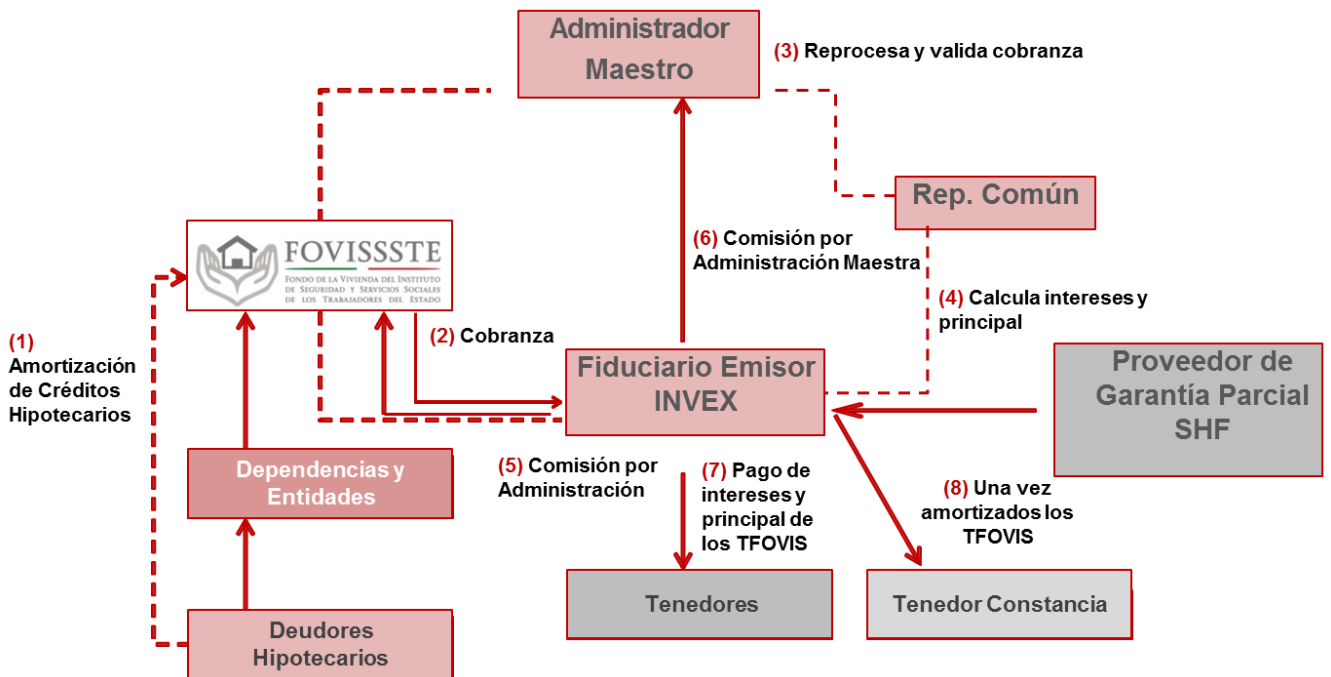 Administrador
Maestro
(3) Reprocesa y valida cobranza
Rep. Común
FOVISSSTE
FONDO DE LA VIVIENDA DEL INSTITUTO
DE SEGURIDAD Y SERVICIOS SOCIALES
DE LOS TRABAJADORES DEL ESTADO
(6) Comisión por
Administración Maestra
(4) Calcula intereses y
principal
(1)
Amortización
de Créditos
Hipotecarios
(2) Cobranza
Fiduciario Emisor
INVEX
Proveedor de
Garantía Parcial
SHF
Dependencias y
Entidades
(5) Comisión por
Administración
(7) Pago de
intereses y
principal de
los TFOVIS
(8) Una vez
amortizados los
TFOVIS
Tenedores
Tenedor Constancia
Deudores
Hipotecarios